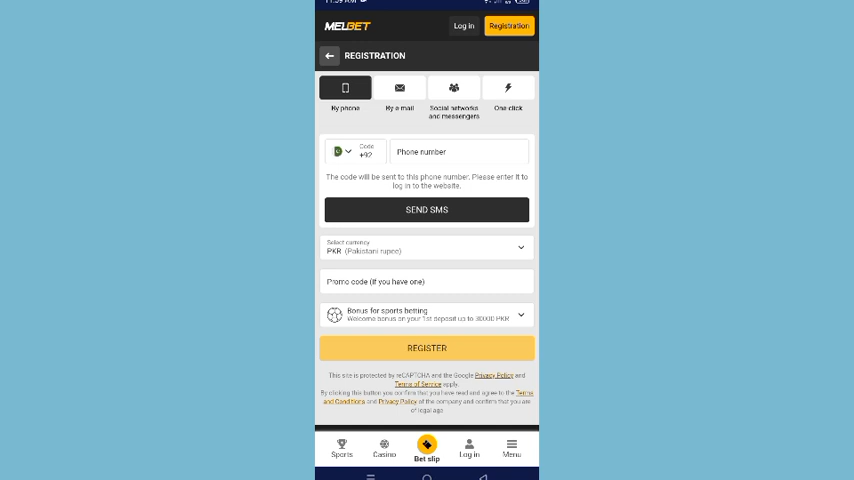 MELBET
Log in
Registration
REGISTRATION
By phone
By e-mail
Social networks
and messengers
One-click
Code
+92
Phone number
The code will be sent to this phone number. Please enter it to
log in to the website.
SEND SMS
Select currency
PKR (Pakistani rupee)
Promo code (if you have one)
Bonus for sports betting
Welcome bonus on your 1st deposit up to 30000 PKR
REGISTER
This site is protected by reCAPTCHA and the Google Privacy Policy and
Terms of Service apply.
By clicking this button you confirm that you have read and agree to the Terms
and Conditions and Privacy Policy of the company and confirm that you are
of legal age
Sports
Casino
Bet slip
Log in
Menu